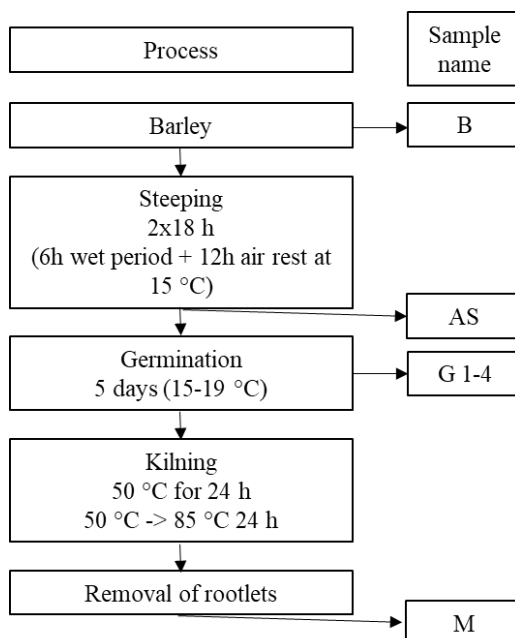 Process
Sample
name
Barley
B
Steeping
2x18 h
(6h wet period + 12h air rest at
15 °C)
AS
Germination
5 days (15-19 °C)
G 1-4
Kilning
50 °C for 24 h
50 °C -> 85 °C 24 h
Removal of rootlets
M